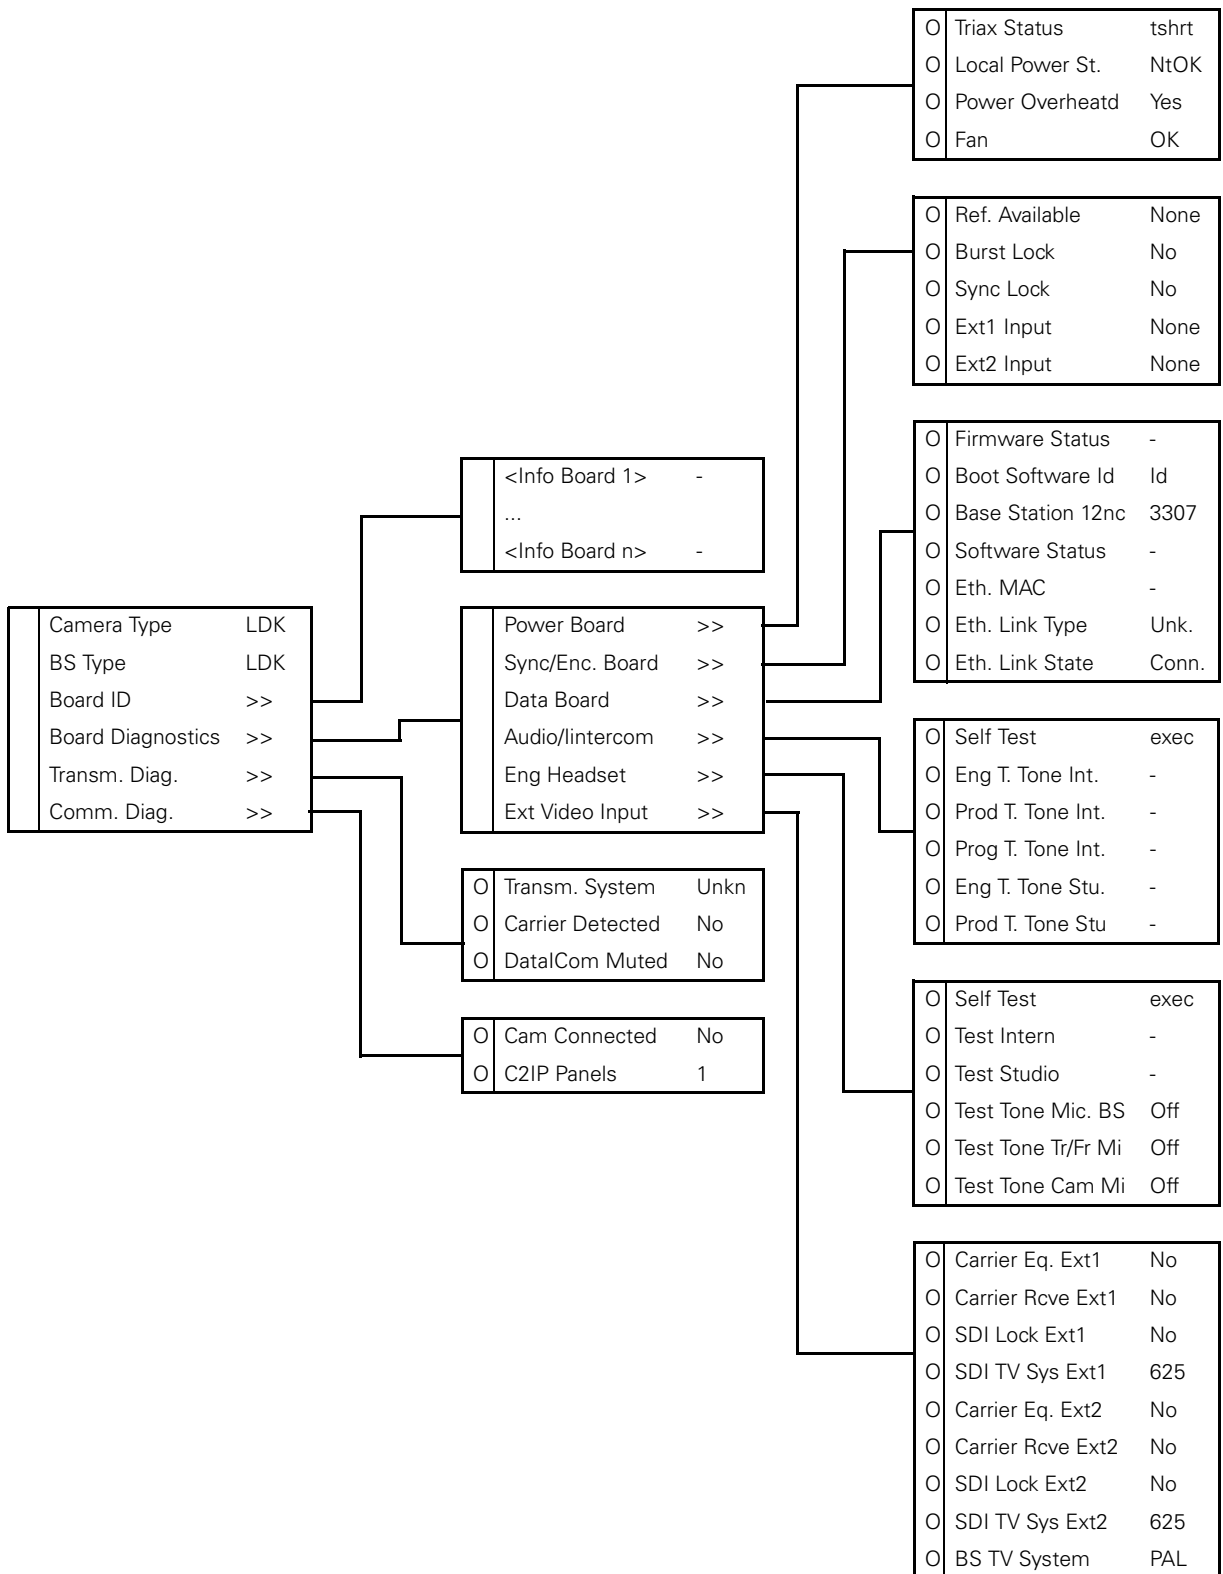 O Triax Status tshrt
O Local Power St. NtOK
O Power Overheatd Yes
O Fan OK
O Ref. Available None
O Burst Lock No
O Sync Lock No
O Ext1 Input None
O Ext2 Input None
O Firmware Status -
O Boot Software Id Id
O Base Station 12nc 3307
O Software Status -
O Eth. MAC -
O Eth. Link Type Unk.
O Eth. Link State Conn.
<Info Board 1> -
...
<Info Board n> -
Camera Type LDK
BS Type LDK
Board ID >>
Board Diagnostics >>
Transm. Diag. >>
Comm. Diag. >>
Power Board >>
Sync/Enc. Board >>
Data Board >>
Audio/Iintercom >>
Eng Headset >>
Ext Video Input >>
O Self Test exec
O Eng T. Tone Int. -
O Prod T. Tone Int. -
O Prog T. Tone Int. -
O Eng T. Tone Stu. -
O Prod T. Tone Stu -
O Transm. System Unkn
O Carrier Detected No
O DatalCom Muted No
O Cam Connected No
O C2IP Panels 1
O Self Test exec
O Test Intern -
O Test Studio -
O Test Tone Mic. BS Off
O Test Tone Tr/Fr Mi Off
O Test Tone Cam Mi Off
O Carrier Eq. Ext1 No
O Carrier Rcve Ext1 No
O SDI Lock Ext1 No
O SDI TV Sys Ext1 625
O Carrier Eq. Ext2 No
O Carrier Rcve Ext2 No
O SDI Lock Ext2 No
O SDI TV Sys Ext2 625
O BS TV System PAL